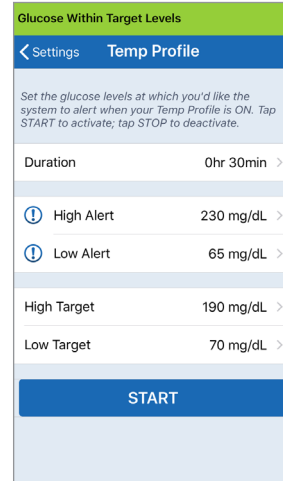 Glucose Within Target Levels
Settings Temp Profile
Set the glucose levels at which you'd like the
system to alert when your Temp Profile is ON. Tap
START to activate; tap STOP to deactivate.
Duration 0hr 30min
High Alert 230 mg/dL
Low Alert 65 mg/dL
High Target 190 mg/dL
Low Target 70 mg/dL
START